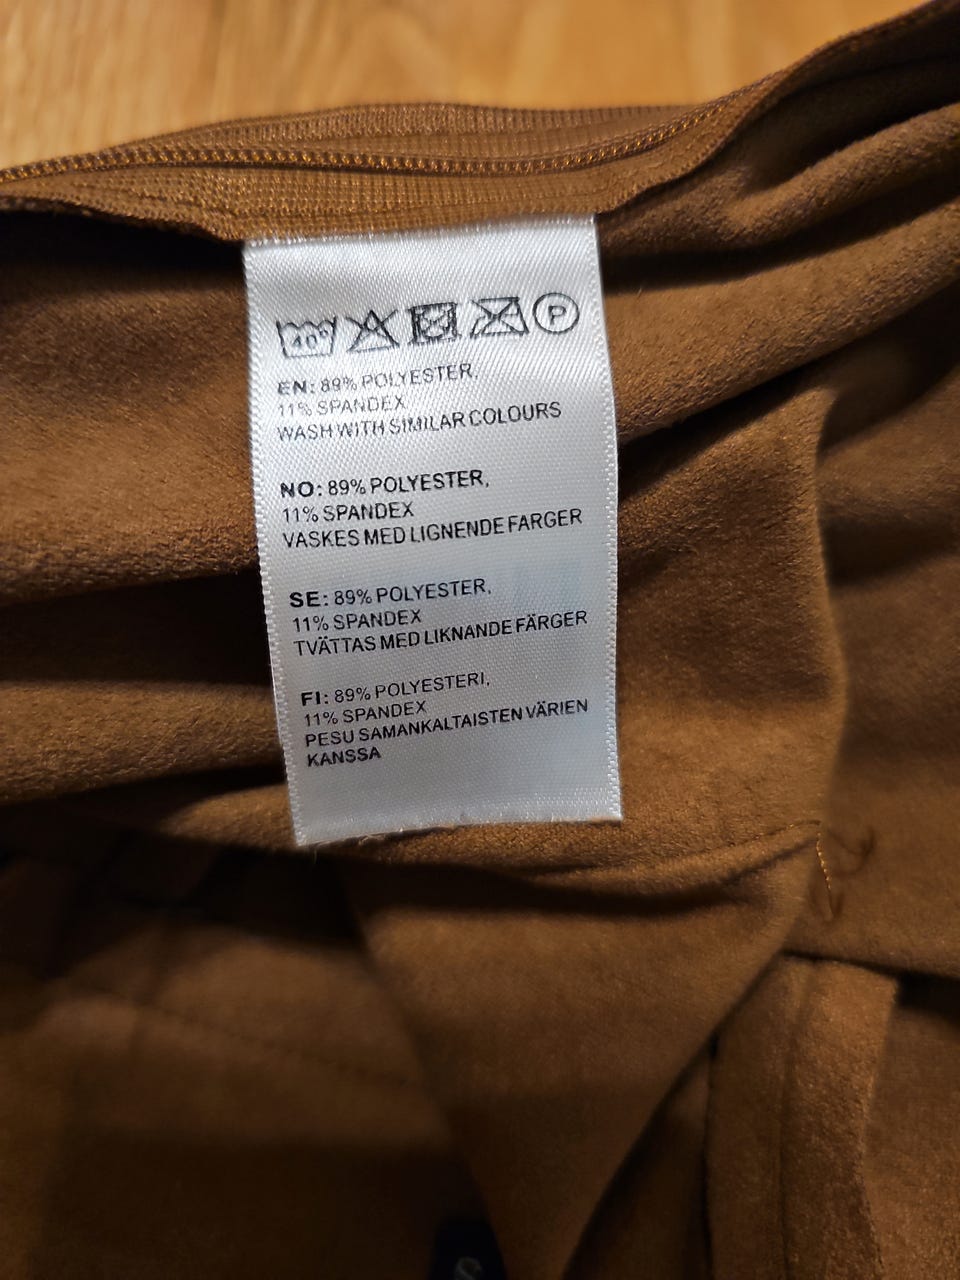 40°
P
EN: 89% POLYESTER,
11% SPANDEX
WASH WITH SIMILAR COLOURS
NO: 89% POLYESTER,
11% SPANDEX
VASKES MED LIGNENDE FARGER
SE: 89% POLYESTER,
11% SPANDEX
TVÄTTAS MED LIKNANDE FÄRGER
FI: 89% POLYESTERI,
11% SPANDEX
PESU SAMANKALTAISTEN VÄRIEN
KANSSA